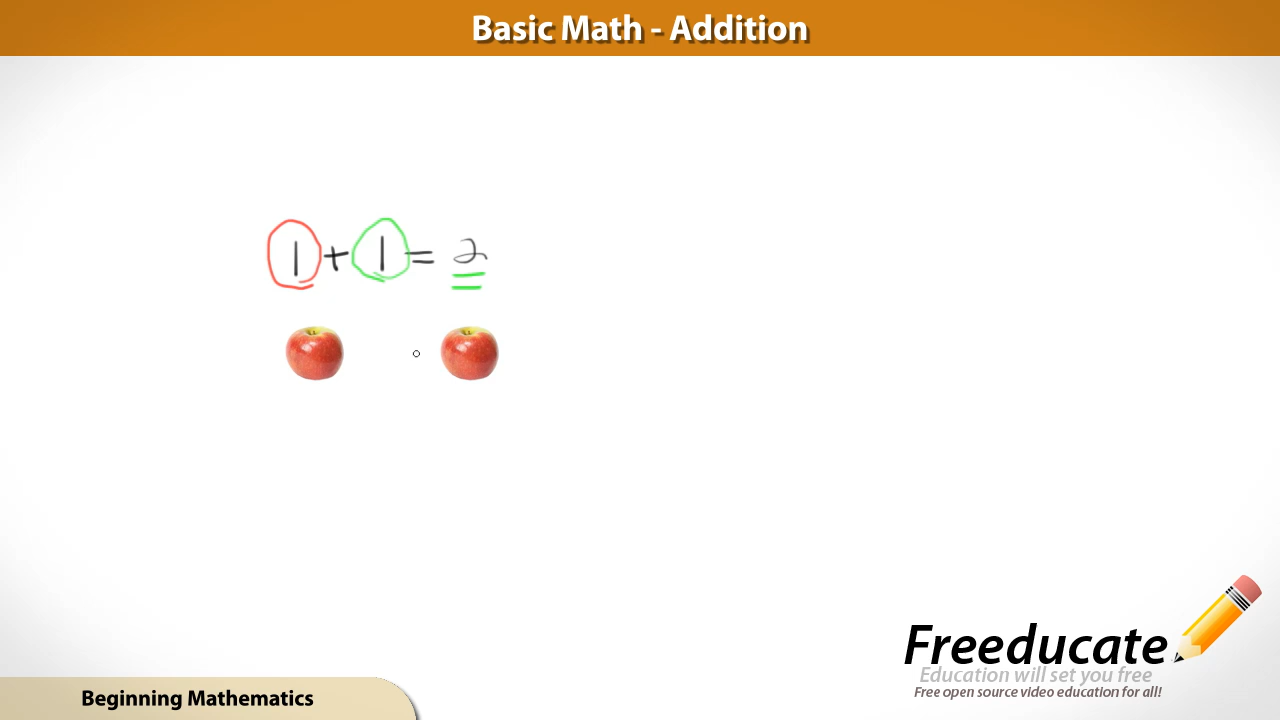 Basic Math - Addition
1 + 1 = 2
Freeducate
Education will set you free
Free open source video education for all!
Beginning Mathematics